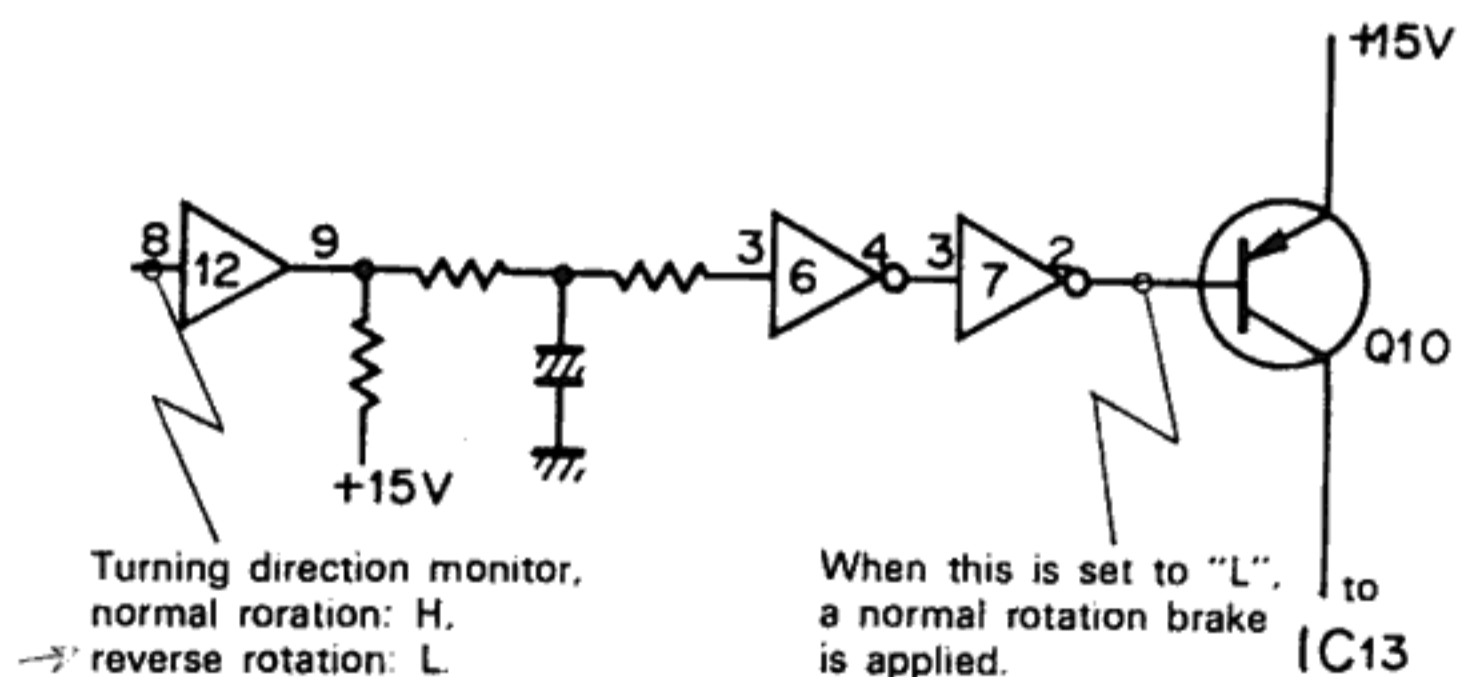 +15V
8
12
9
3
6
4
3
7
2
Q10
+15V
Turning direction monitor,
normal roration: H,
→ reverse rotation: L.
When this is set to "L",
a normal rotation brake
is applied.
to
IC13